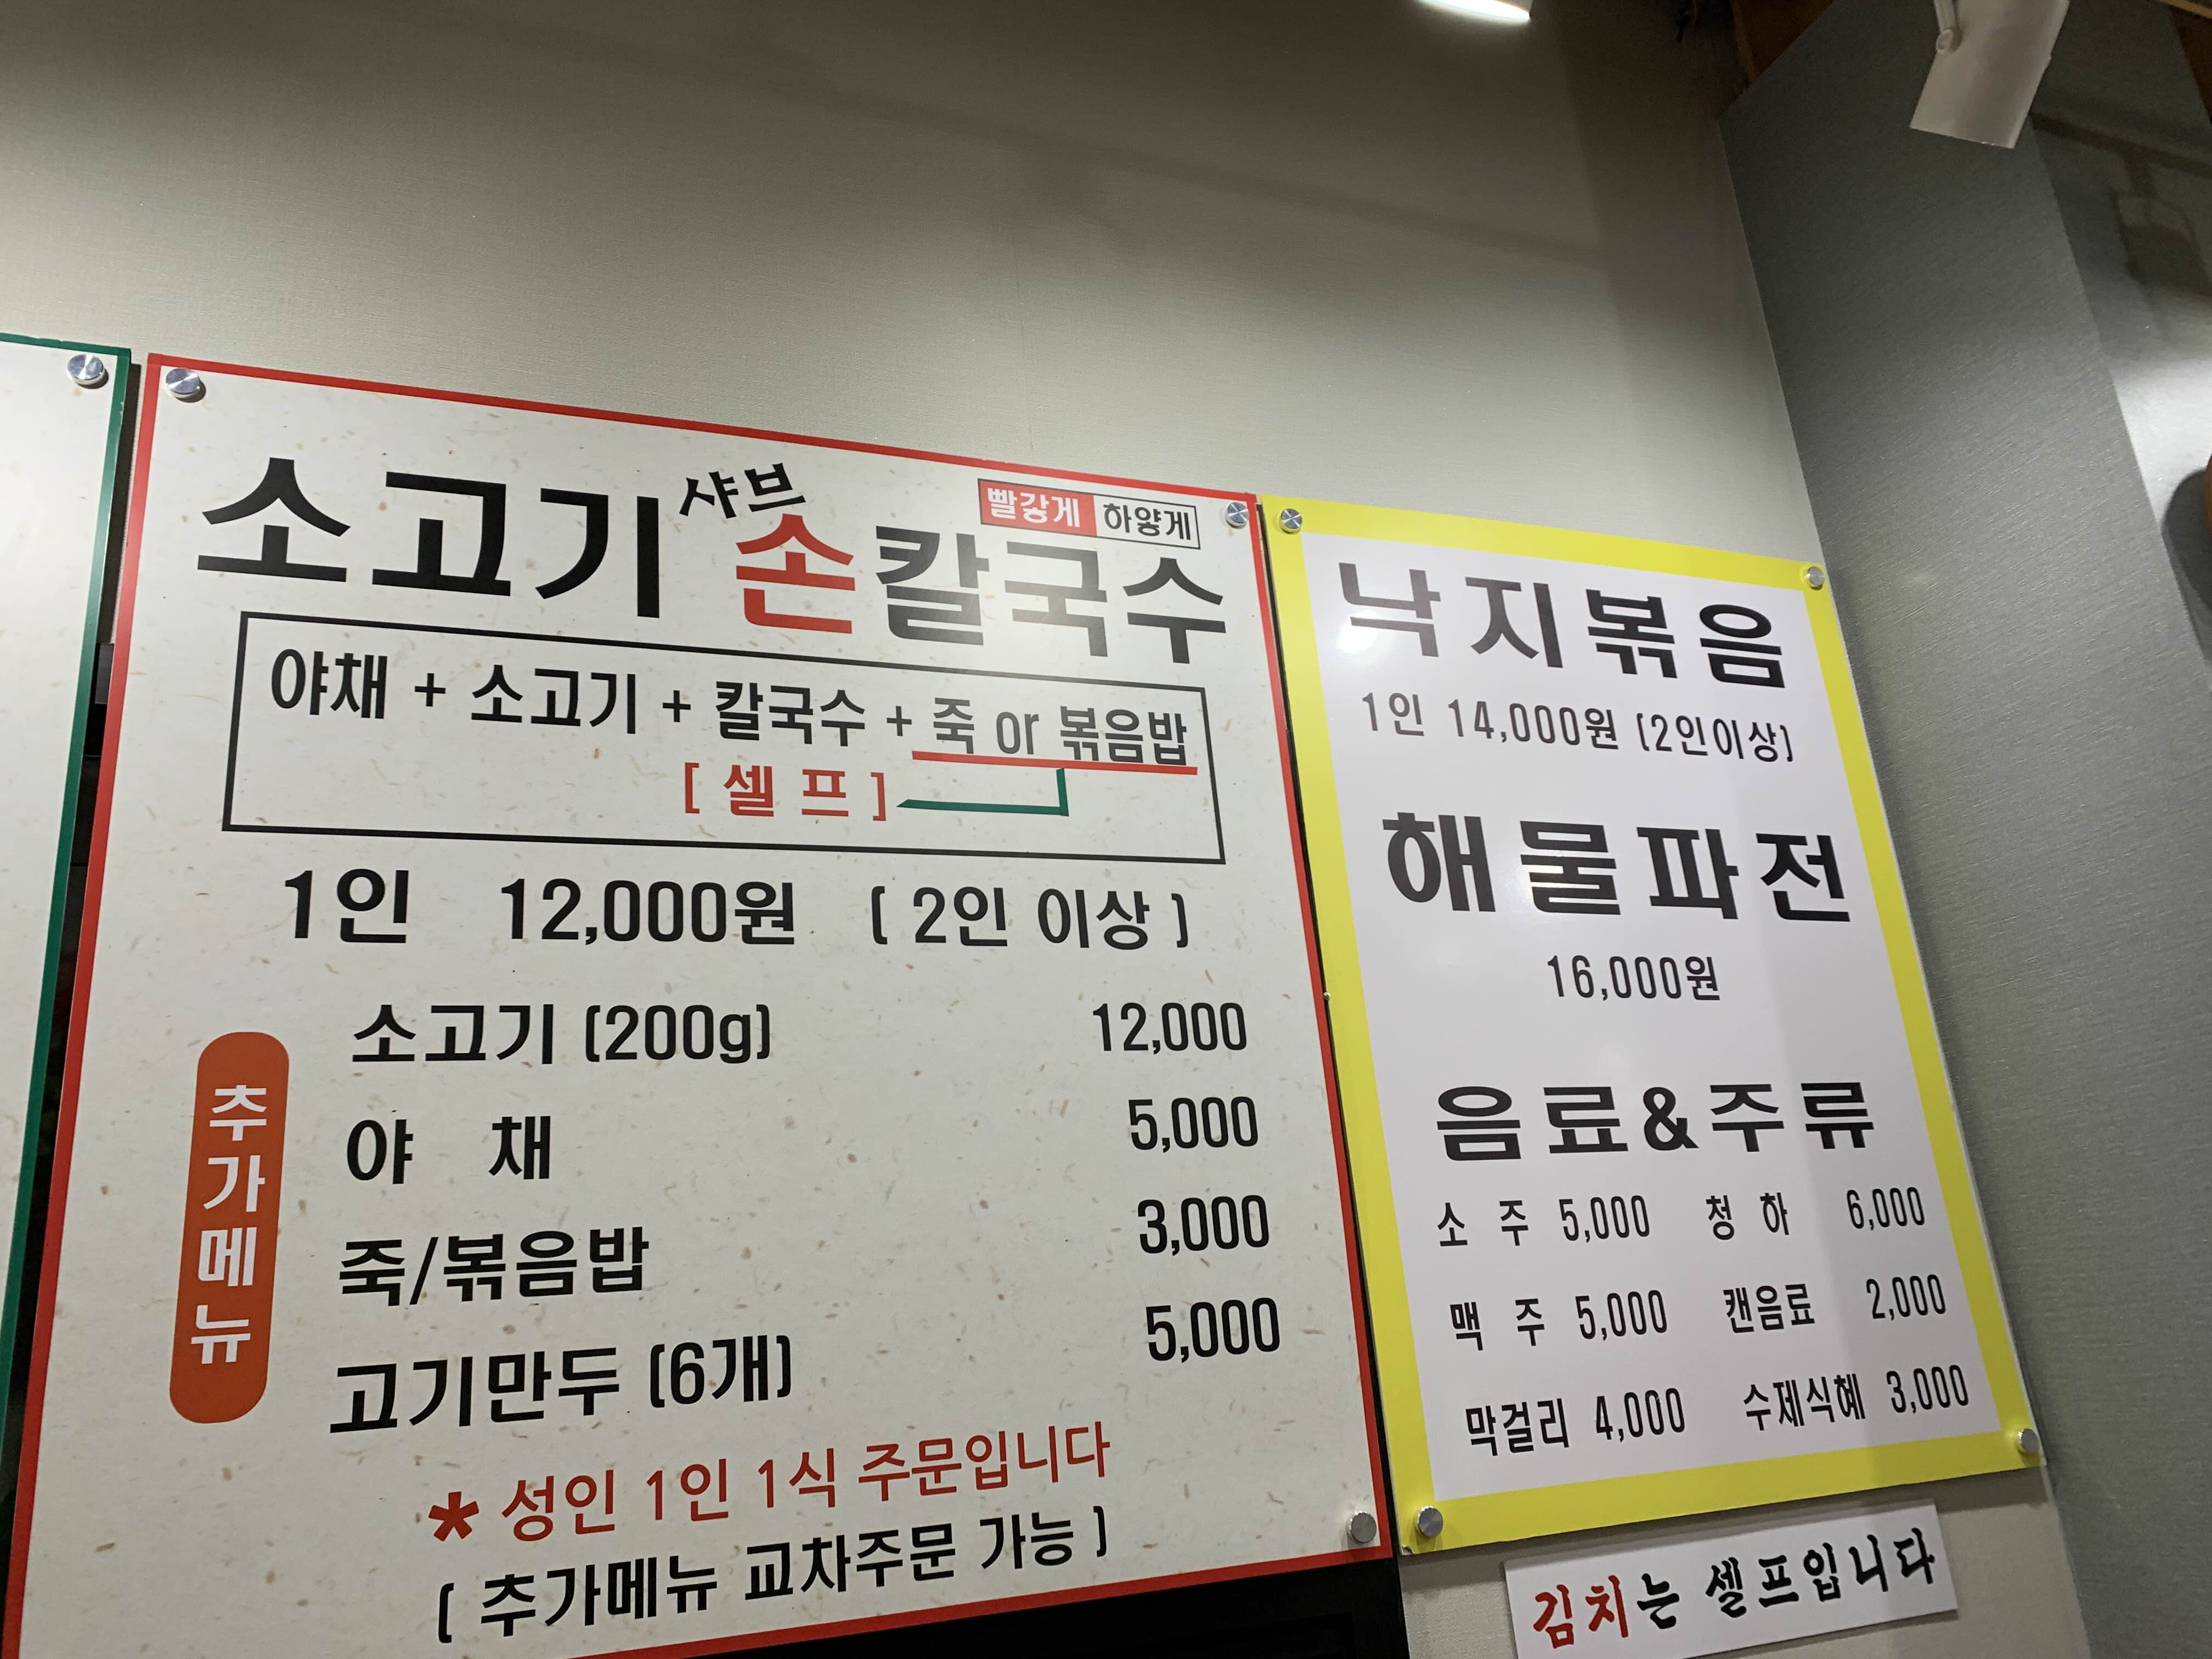 소고기 샤브 손칼국수
빨강게 하얗게
야채 + 소고기 + 칼국수 + 죽 or 볶음밥
[ 셀 프 ]
1인 12,000원 ( 2인 이상 )
추가메뉴
소고기 (200g) 12,000
야 채 5,000
죽/볶음밥 3,000
고기만두 (6개) 5,000
* 성인 1인 1식 주문입니다
( 추가메뉴 교차주문 가능 )
낙지볶음
1인 14,000원 (2인이상)
해물파전
16,000원
음료&주류
소 주 5,000 청 하 6,000
맥 주 5,000 캔음료 2,000
막걸리 4,000 수제식혜 3,000
김치는 셀프입니다